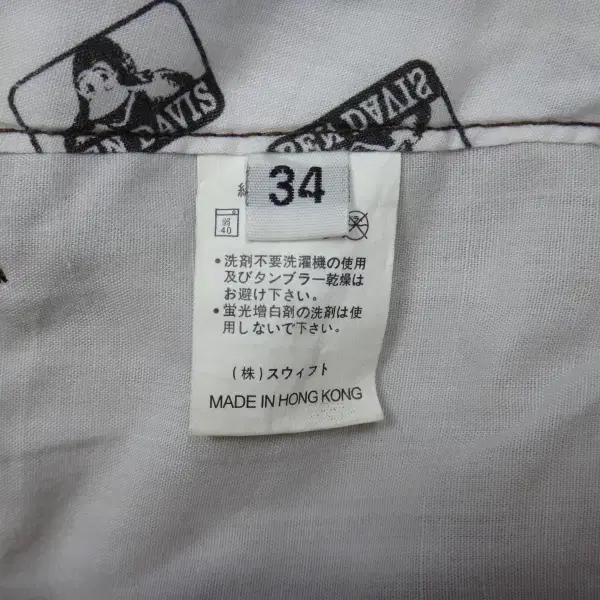 BEN DAVIS
BEN DAVIS
34
弱
40
•洗剤不要洗濯機の使用
及びタンブラー乾燥は
お避け下さい。
•蛍光増白剤の洗剤は使
用しないで下さい。
(株)スウィフト
MADE IN HONG KONG